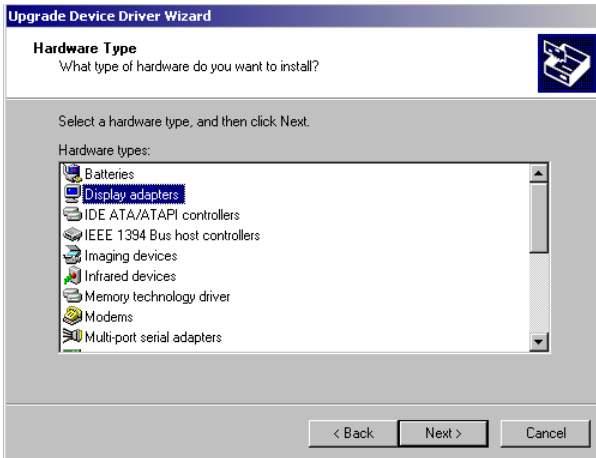 Upgrade Device Driver Wizard
Hardware Type
What type of hardware do you want to install?
Select a hardware type, and then click Next.
Hardware types:
Batteries
Display adapters
IDE ATA/ATAPI controllers
IEEE 1394 Bus host controllers
Imaging devices
Infrared devices
Memory technology driver
Modems
Multi-port serial adapters
< Back Next > Cancel